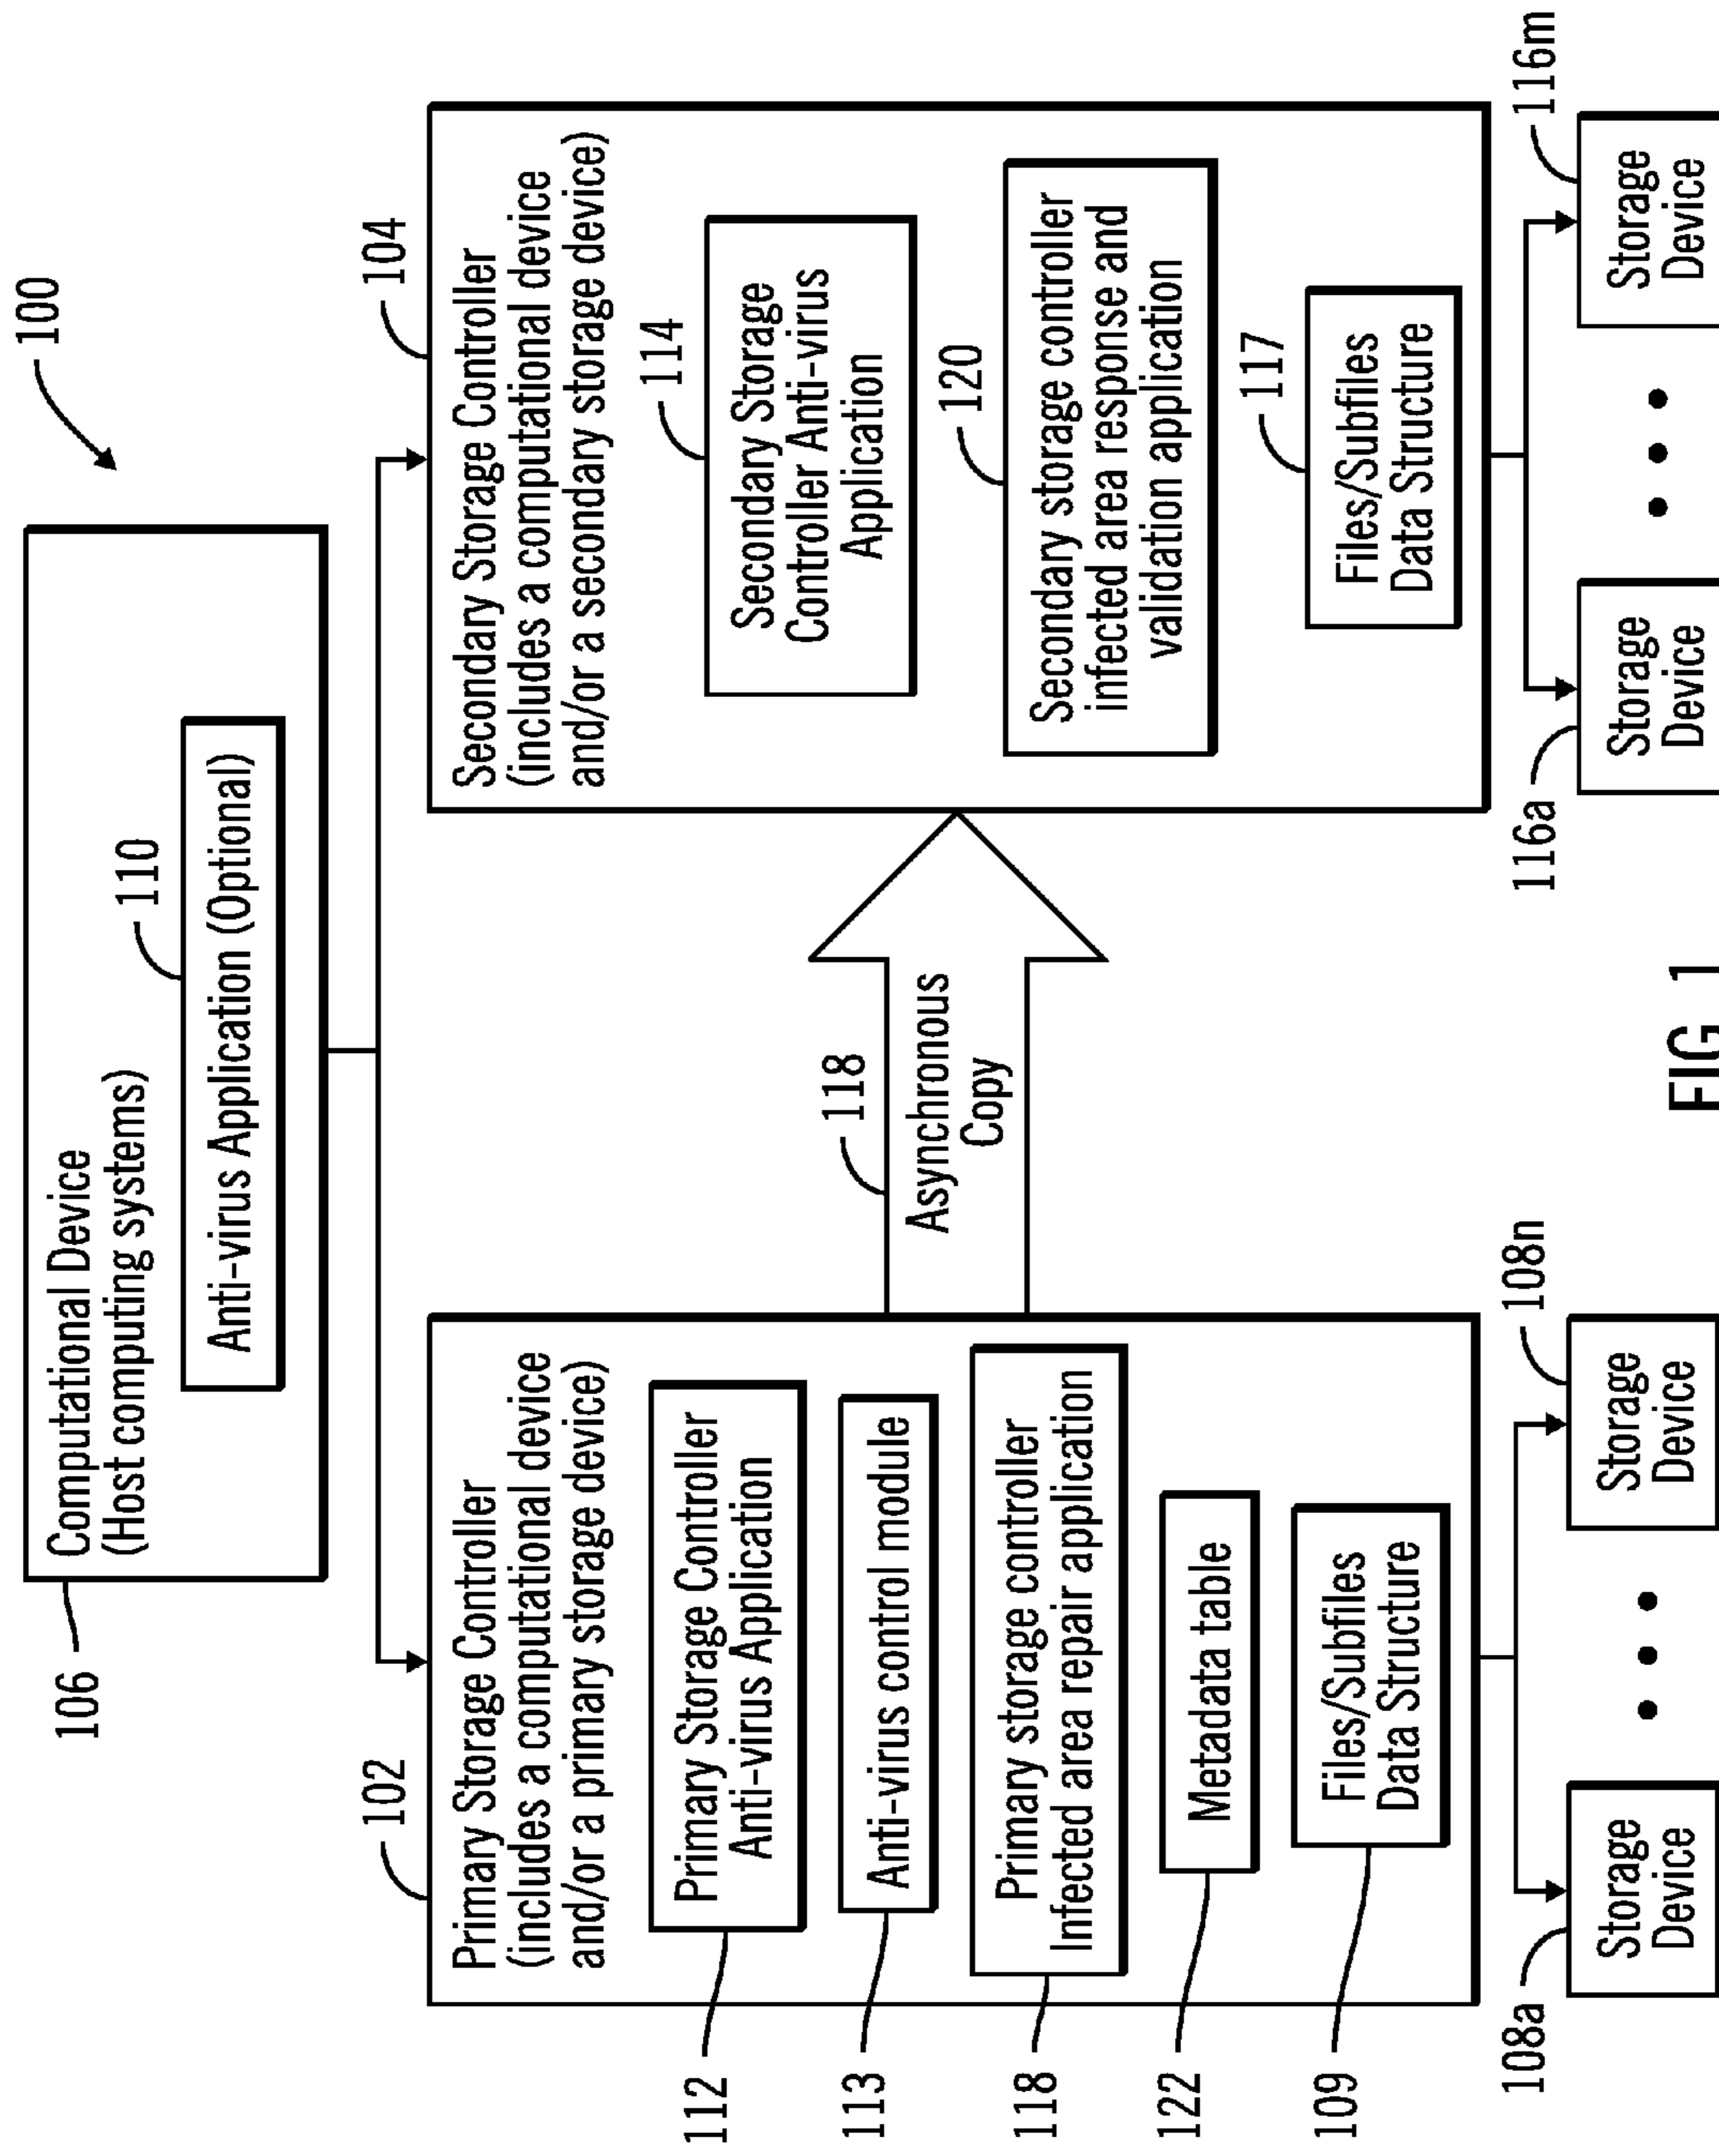 100
106
Computational Device
(Host computing systems)
110
Anti-virus Application (Optional)
102
Primary Storage Controller
(includes a computational device
and/or a primary storage device)
112
Primary Storage Controller
Anti-virus Application
113
Anti-virus control module
118
Primary storage controller
Infected area repair application
122
Metadata table
109
Files/Subfiles
Data Structure
108a
Storage
Device
108n
Storage
Device
118
Asynchronous
Copy
104
Secondary Storage Controller
(includes a computational device
and/or a secondary storage device)
114
Secondary Storage
Controller Anti-virus
Application
120
Secondary storage controller
infected area response and
validation application
117
Files/Subfiles
Data Structure
116a
Storage
Device
116m
Storage
Device
FIG. 1